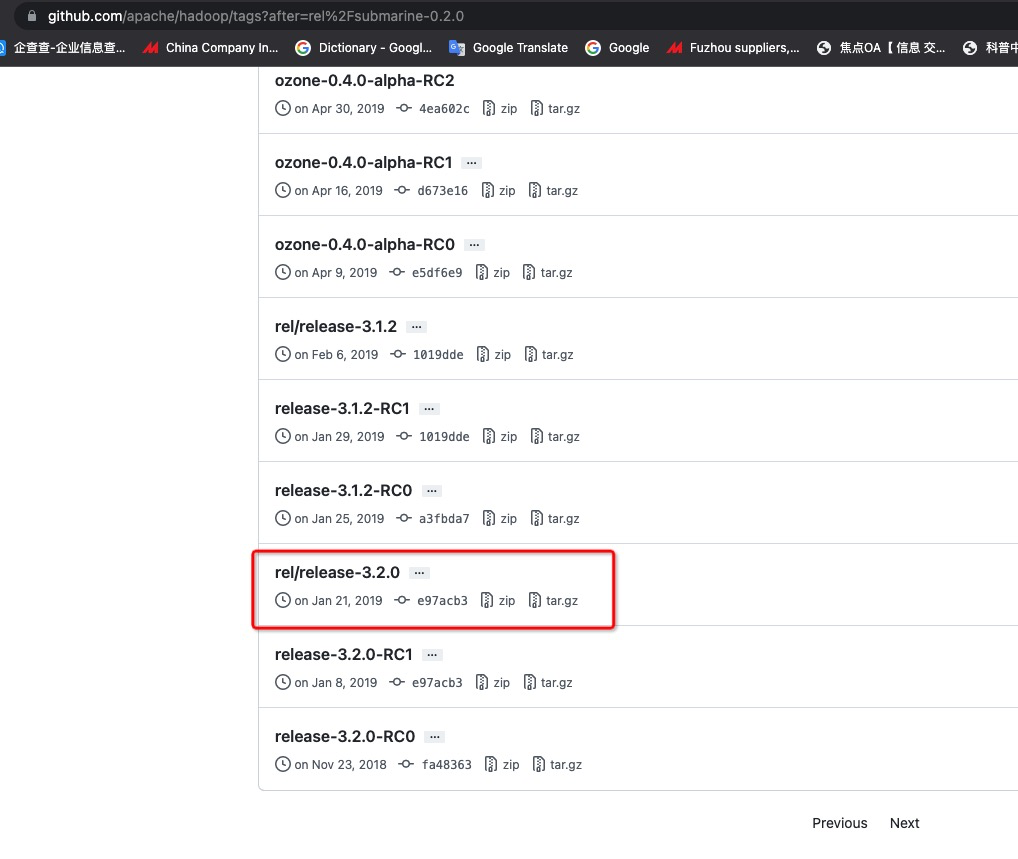 github.com/apache/hadoop/tags?after=rel%2Fsubmarine-0.2.0
企查查-企业信息查... China Company In... Dictionary - Googl... Google Translate Google Fuzhou suppliers,... 焦点OA【 信息 交... 科普中
ozone-0.4.0-alpha-RC2
on Apr 30, 2019 4ea602c zip tar.gz
ozone-0.4.0-alpha-RC1 ...
on Apr 16, 2019 d673e16 zip tar.gz
ozone-0.4.0-alpha-RC0 ...
on Apr 9, 2019 e5df6e9 zip tar.gz
rel/release-3.1.2 ...
on Feb 6, 2019 1019dde zip tar.gz
release-3.1.2-RC1 ...
on Jan 29, 2019 1019dde zip tar.gz
release-3.1.2-RC0 ...
on Jan 25, 2019 a3fbda7 zip tar.gz
rel/release-3.2.0 ...
on Jan 21, 2019 e97acb3 zip tar.gz
release-3.2.0-RC1 ...
on Jan 8, 2019 e97acb3 zip tar.gz
release-3.2.0-RC0 ...
on Nov 23, 2018 fa48363 zip tar.gz
Previous Next